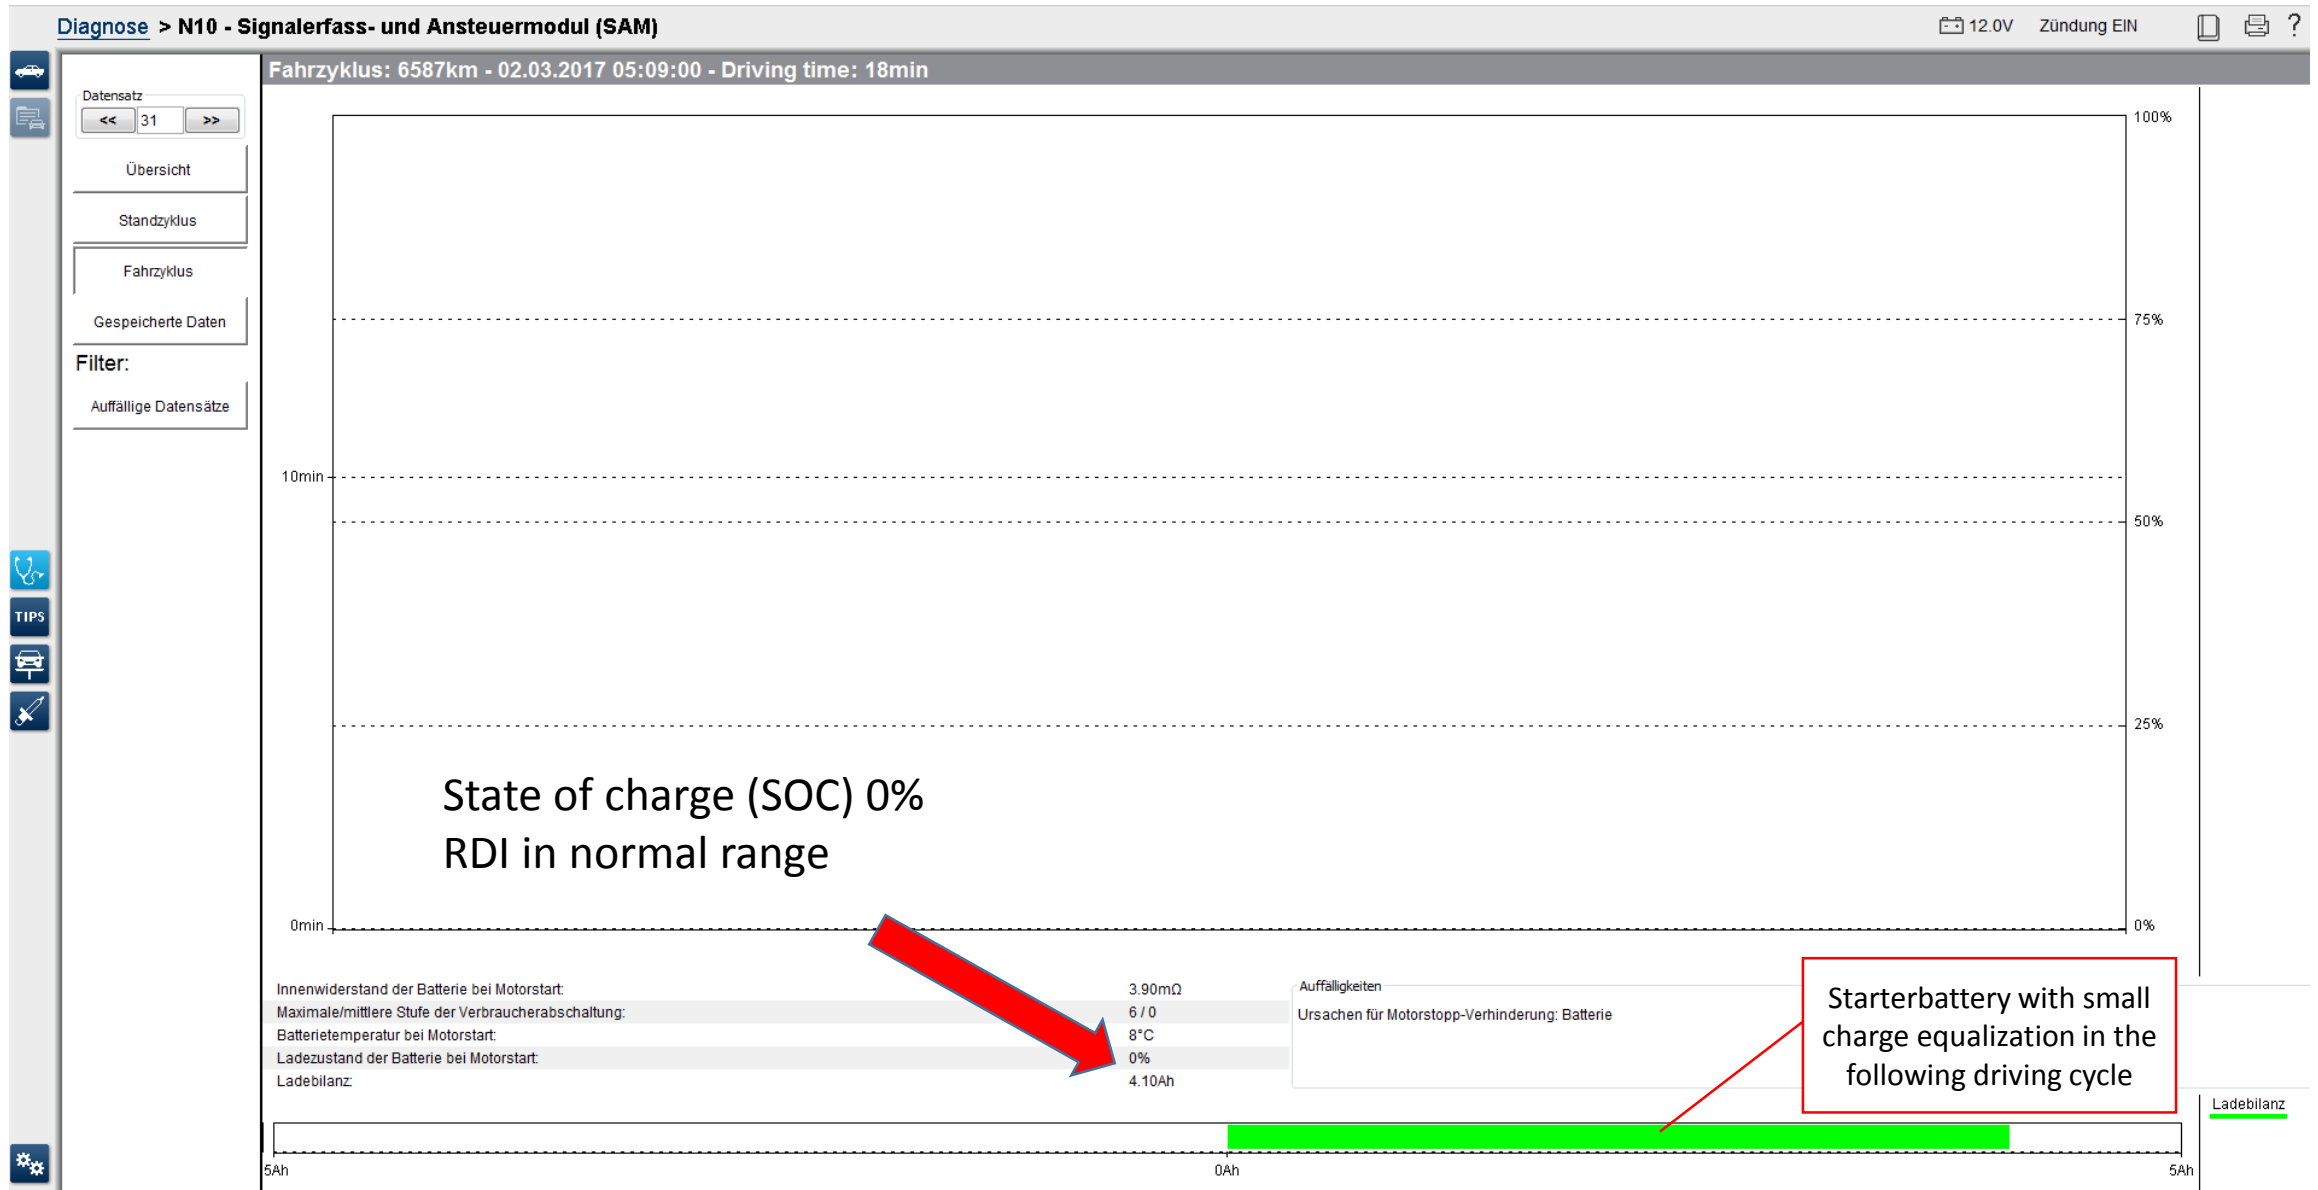 Diagnose > N10 - Signalerfass- und Ansteuermodul (SAM)
12.0V
Zündung EIN
?
Fahrzyklus: 6587km - 02.03.2017 05:09:00 - Driving time: 18min
Datensatz
<< 31 >>
Übersicht
Standzyklus
Fahrzyklus
Gespeicherte Daten
Filter:
Auffällige Datensätze
TIPS
100%
75%
10min
50%
25%
0min
0%
State of charge (SOC) 0%
RDI in normal range
Innenwiderstand der Batterie bei Motorstart: 3.90mΩ
Maximale/mittlere Stufe der Verbraucherabschaltung: 6 / 0
Batterietemperatur bei Motorstart: 8°C
Ladezustand der Batterie bei Motorstart: 0%
Ladebilanz: 4.10Ah
Auffälligkeiten
Ursachen für Motorstopp-Verhinderung: Batterie
Starterbattery with small
charge equalization in the
following driving cycle
Ladebilanz
5Ah
0Ah
5Ah